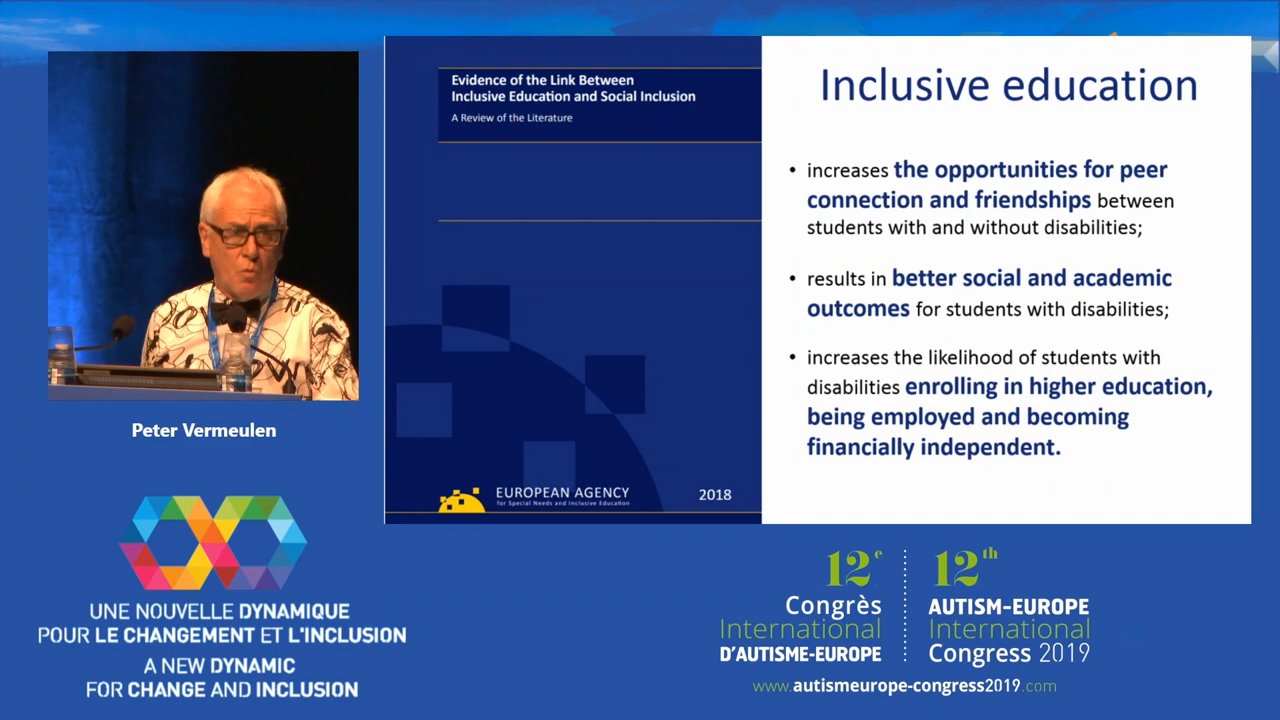 Evidence of the Link Between
Inclusive Education and Social Inclusion
A Review of the Literature
EUROPEAN AGENCY
for Special Needs and Inclusive Education
2018
Inclusive education
• increases the opportunities for peer
connection and friendships between
students with and without disabilities;
• results in better social and academic
outcomes for students with disabilities;
• increases the likelihood of students with
disabilities enrolling in higher education,
being employed and becoming
financially independent.
Peter Vermeulen
UNE NOUVELLE DYNAMIQUE
POUR LE CHANGEMENT ET L'INCLUSION
A NEW DYNAMIC
FOR CHANGE AND INCLUSION
12e
Congrès
International
D'AUTISME-EUROPE
12th
AUTISM-EUROPE
International
Congress 2019
www.autismeurope-congress2019.com